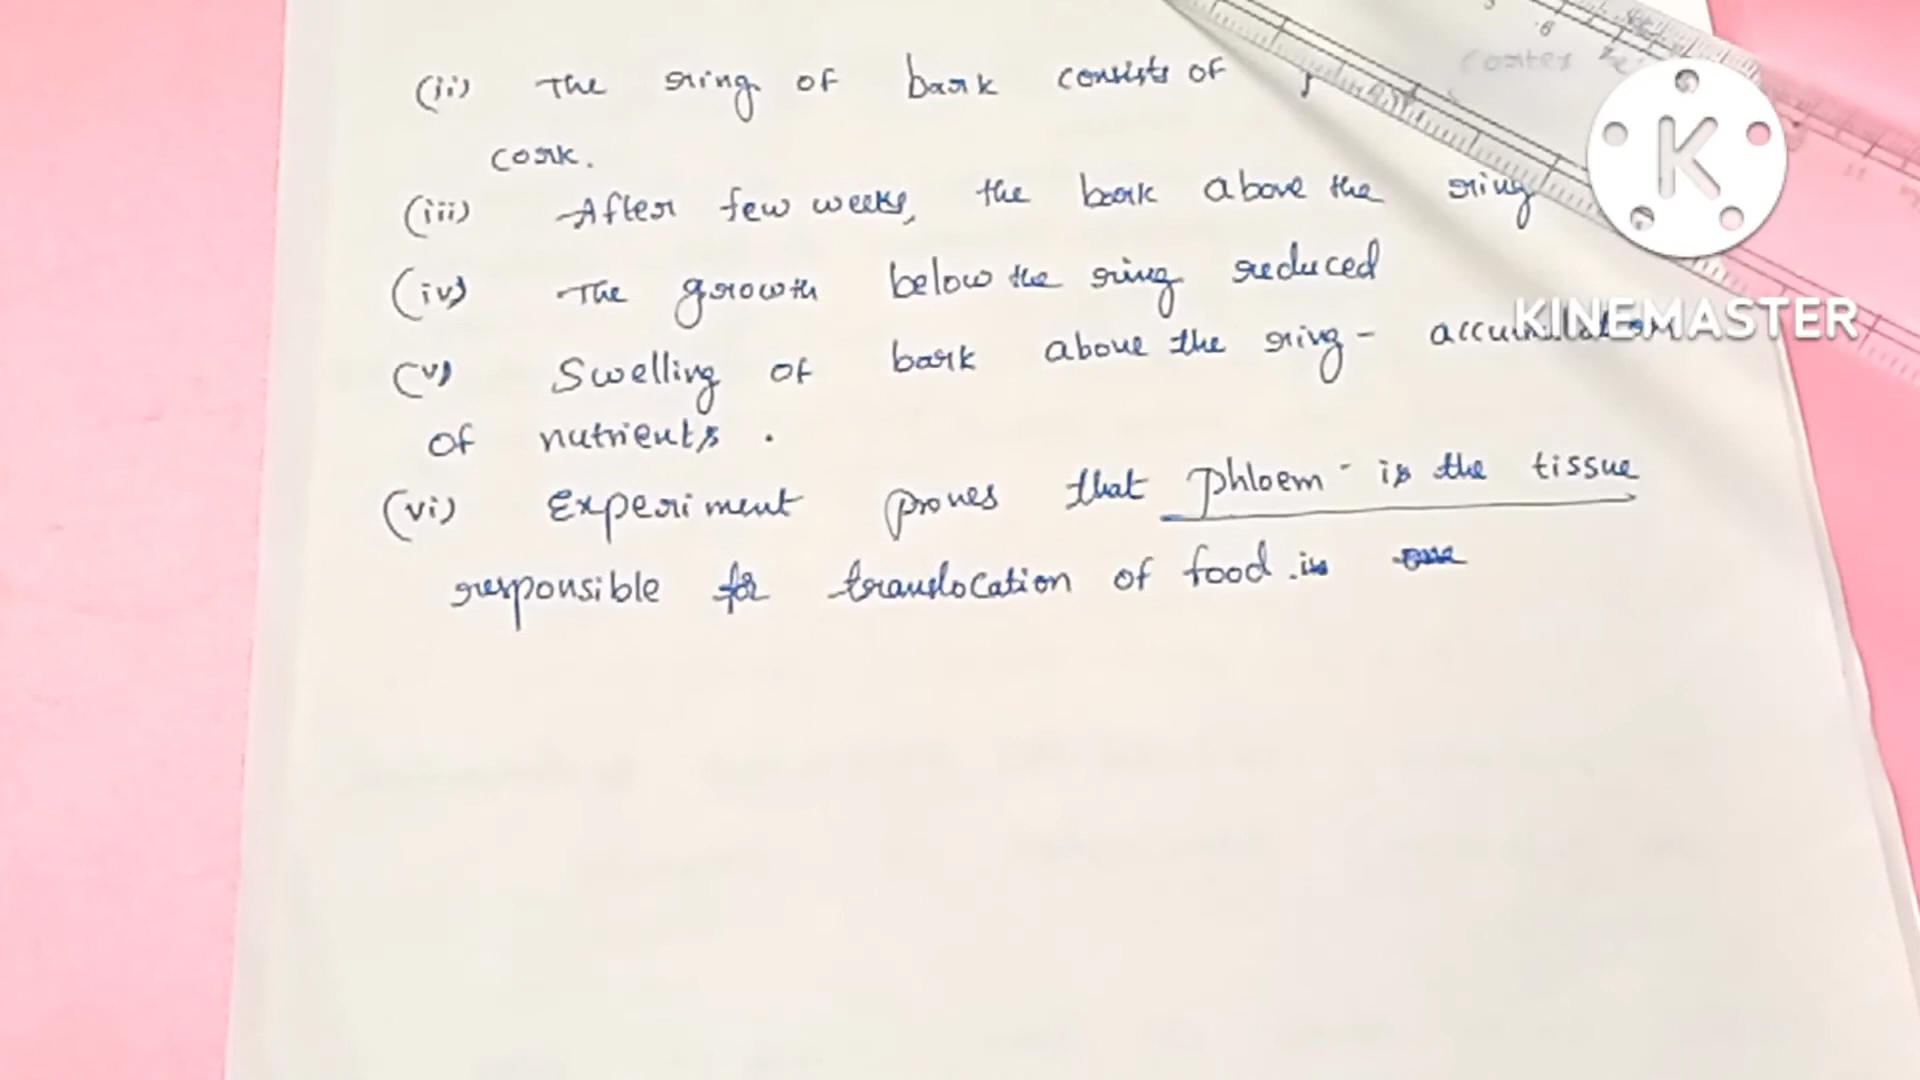 (ii) The ring of bark consists of
cortex
cork.
(iii) After few weeks, the bark above the ring
(iv) The growth below the ring reduced
(v) Swelling of bark above the ring - accumulation
of nutrients.
(vi) Experiment proves that phloem - is the tissue
responsible for translocation of food.
K
KINEMASTER